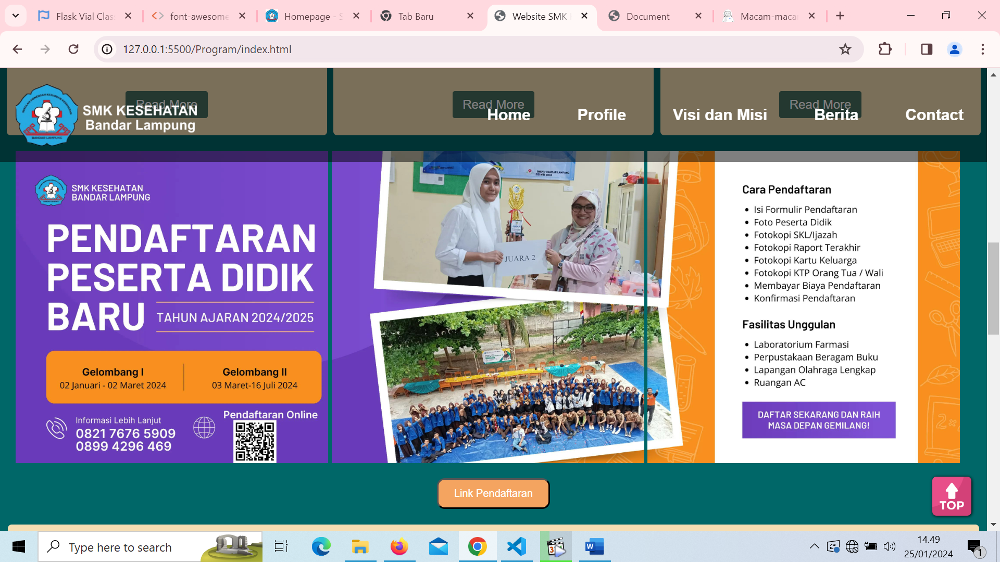 Flask Vial Clas
font-awesome
Homepage - S
Tab Baru
Website SMK
Document
Macam-maca
127.0.0.1:5500/Program/index.html
Read More
Read More
Read More
SMK KESEHATAN
Bandar Lampung
Home
Profile
Visi dan Misi
Berita
Contact
SMK KESEHATAN
BANDAR LAMPUNG
PENDAFTARAN
PESERTA DIDIK
BARU
TAHUN AJARAN 2024/2025
Gelombang I
02 Januari - 02 Maret 2024
Gelombang II
03 Maret-16 Juli 2024
Informasi Lebih Lanjut
0821 7676 5909
0899 4296 469
Pendaftaran Online
SMKN 7 BANDAR LAMPUNG
JUARA 2
Cara Pendaftaran
• Isi Formulir Pendaftaran
• Foto Peserta Didik
• Fotokopi SKL/Ijazah
• Fotokopi Raport Terakhir
• Fotokopi Kartu Keluarga
• Fotokopi KTP Orang Tua / Wali
• Membayar Biaya Pendaftaran
• Konfirmasi Pendaftaran
Fasilitas Unggulan
• Laboratorium Farmasi
• Perpustakaan Beragam Buku
• Lapangan Olahraga Lengkap
• Ruangan AC
DAFTAR SEKARANG DAN RAIH
MASA DEPAN GEMILANG!
Link Pendaftaran
TOP
Type here to search
14.49
25/01/2024
1